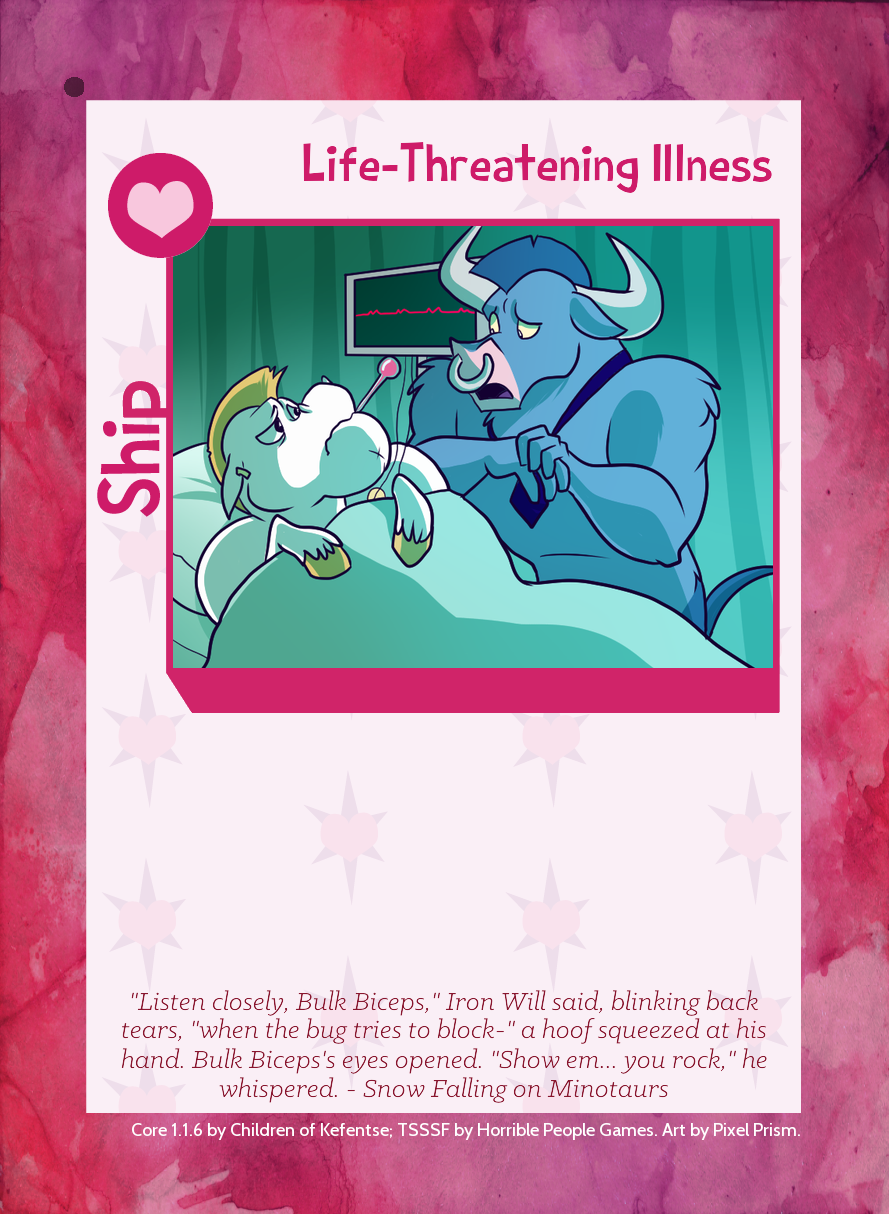 Life-Threatening Illness
Ship
"Listen closely, Bulk Biceps," Iron Will said, blinking back
tears, "when the bug tries to block-" a hoof squeezed at his
hand. Bulk Biceps's eyes opened. "Show em... you rock," he
whispered. - Snow Falling on Minotaurs
Core 1.1.6 by Children of Kefentse; TSSSF by Horrible People Games. Art by Pixel Prism.